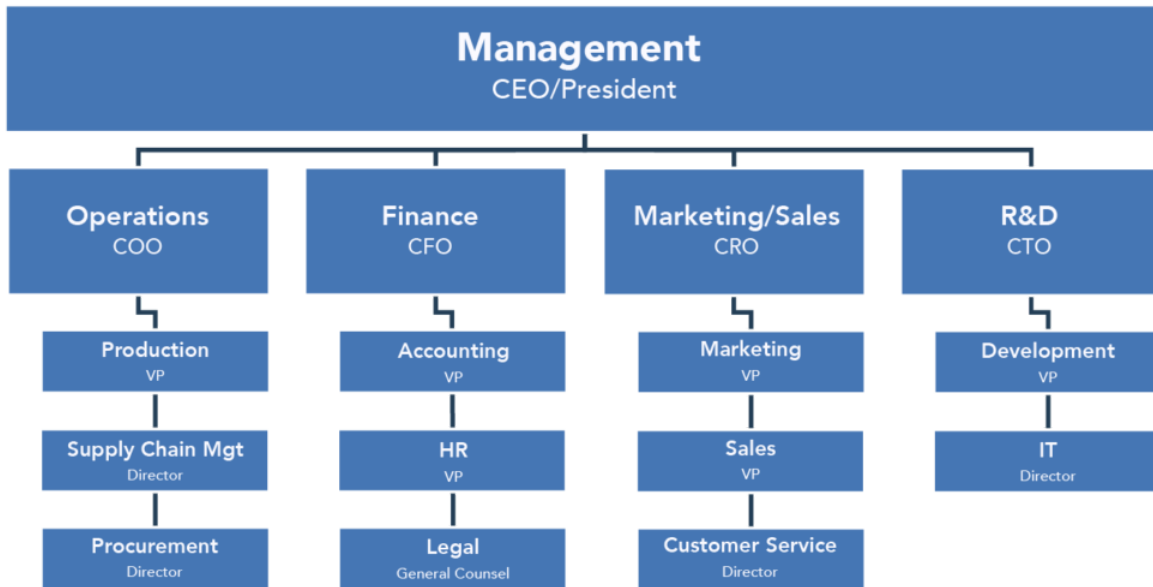 Management
CEO/President
Operations
COO
Finance
CFO
Marketing/Sales
CRO
R&D
CTO
Production
VP
Accounting
VP
Marketing
VP
Development
VP
Supply Chain Mgt
Director
HR
VP
Sales
VP
IT
Director
Procurement
Director
Legal
General Counsel
Customer Service
Director